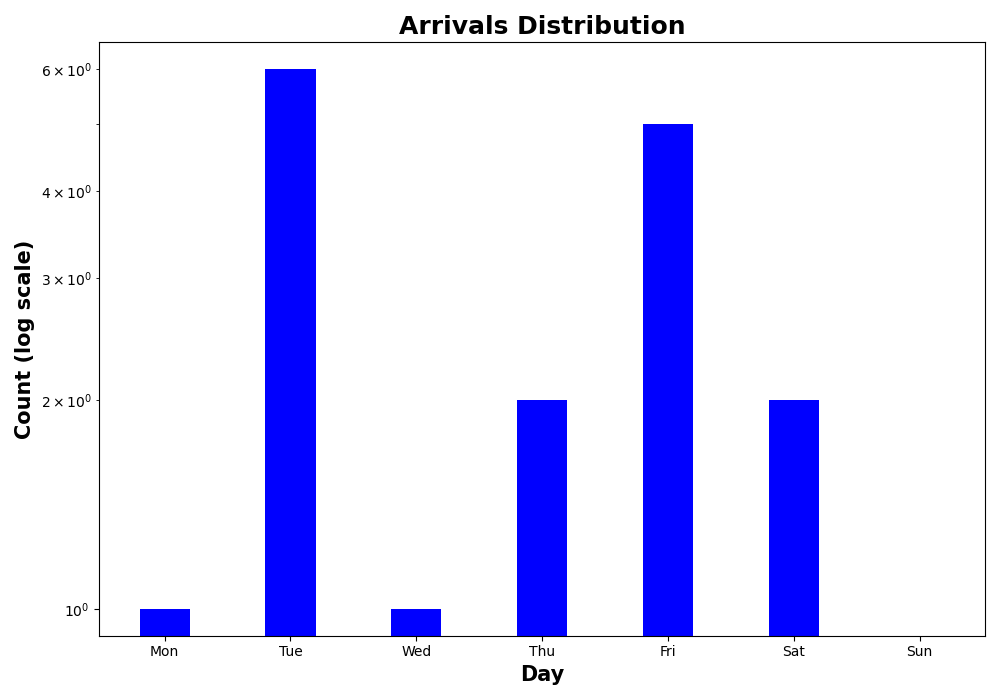 Arrivals Distribution
Count (log scale)
6 × 10⁰
4 × 10⁰
3 × 10⁰
2 × 10⁰
10⁰
Mon Tue Wed Thu Fri Sat Sun
Day